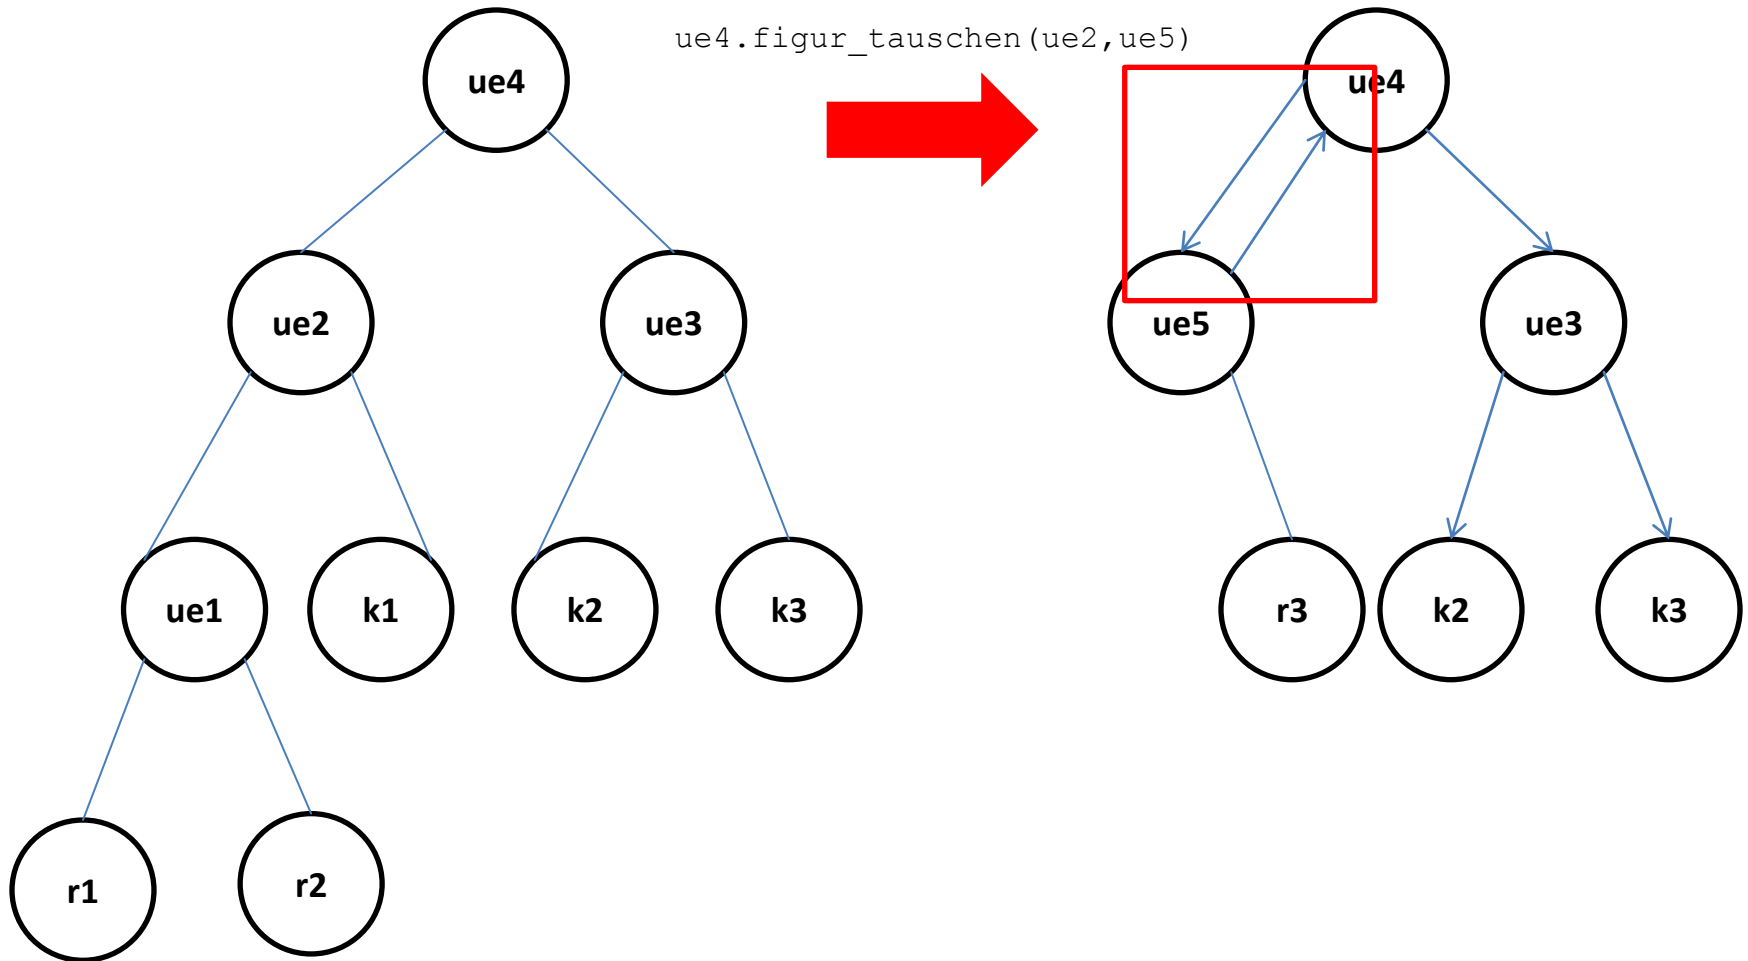 ue4.figur_tauschen(ue2,ue5)
ue4
ue4
ue2
ue3
ue5
ue3
ue1
k1
k2
k3
r3
k2
k3
r1
r2